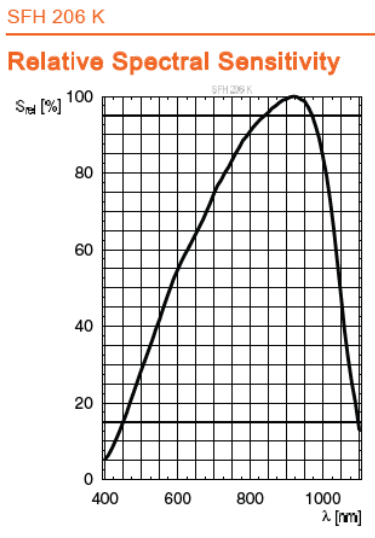 SFH 206 K
Relative Spectral Sensitivity
SFH 206 K
Srel [%]
100
80
60
40
20
0
400 600 800 1000
λ [nm]